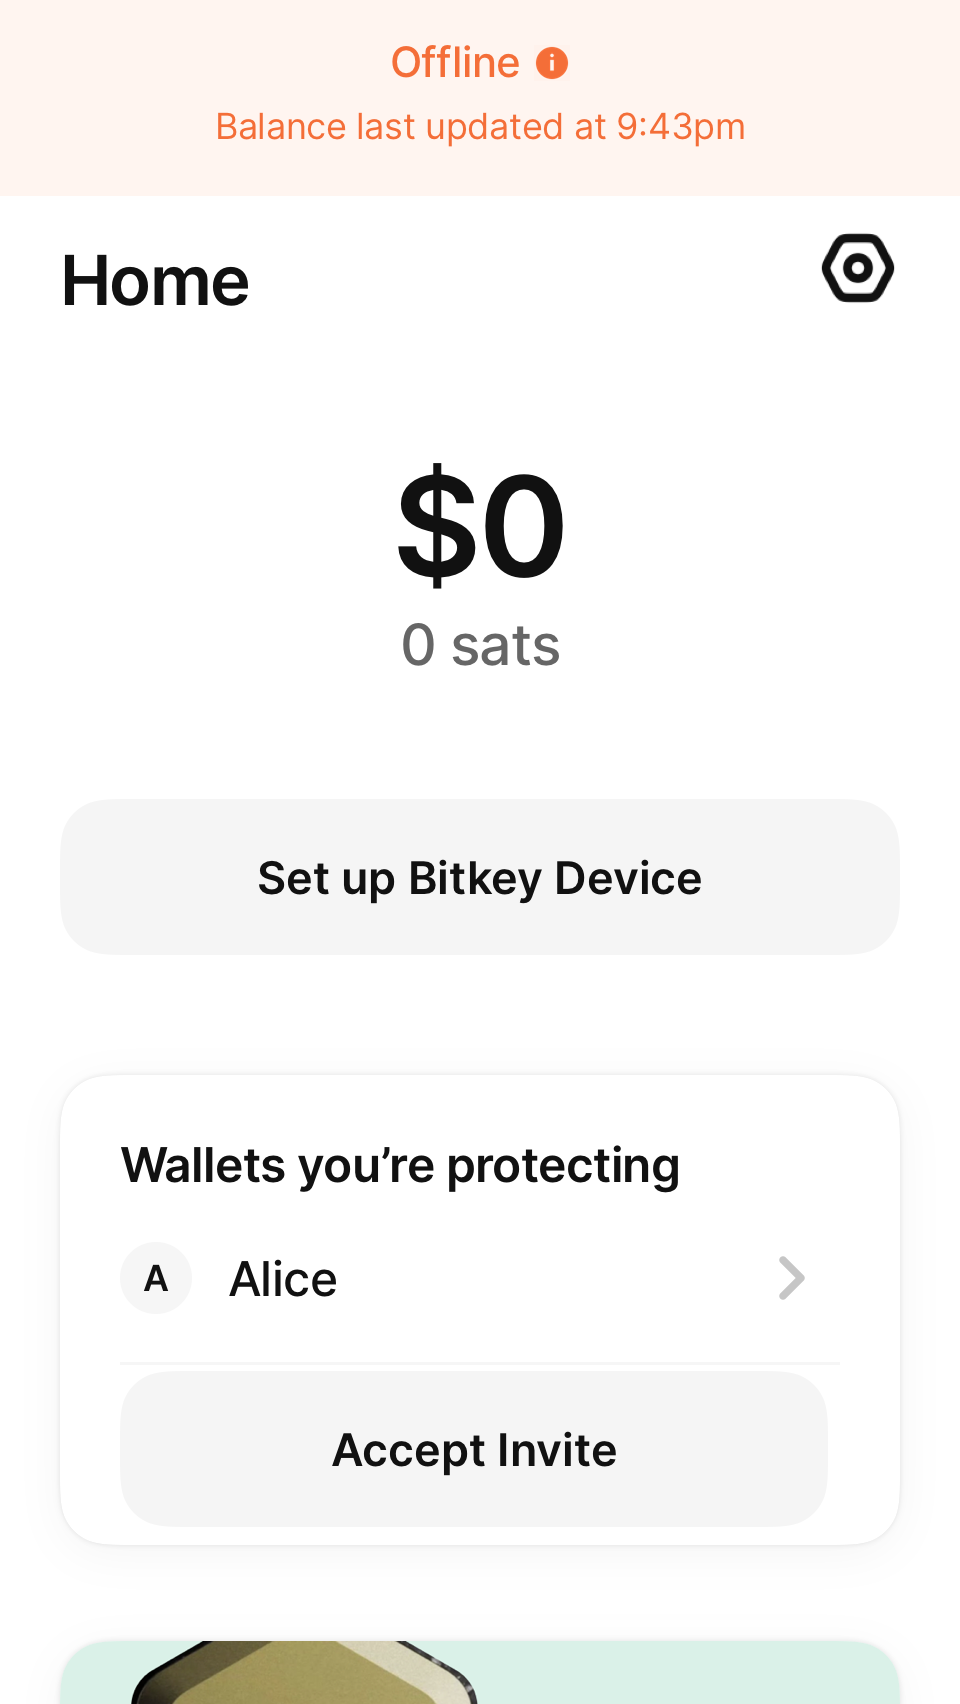 Offline
Balance last updated at 9:43pm
Home
$0
0 sats
Set up Bitkey Device
Wallets you’re protecting
A Alice
Accept Invite